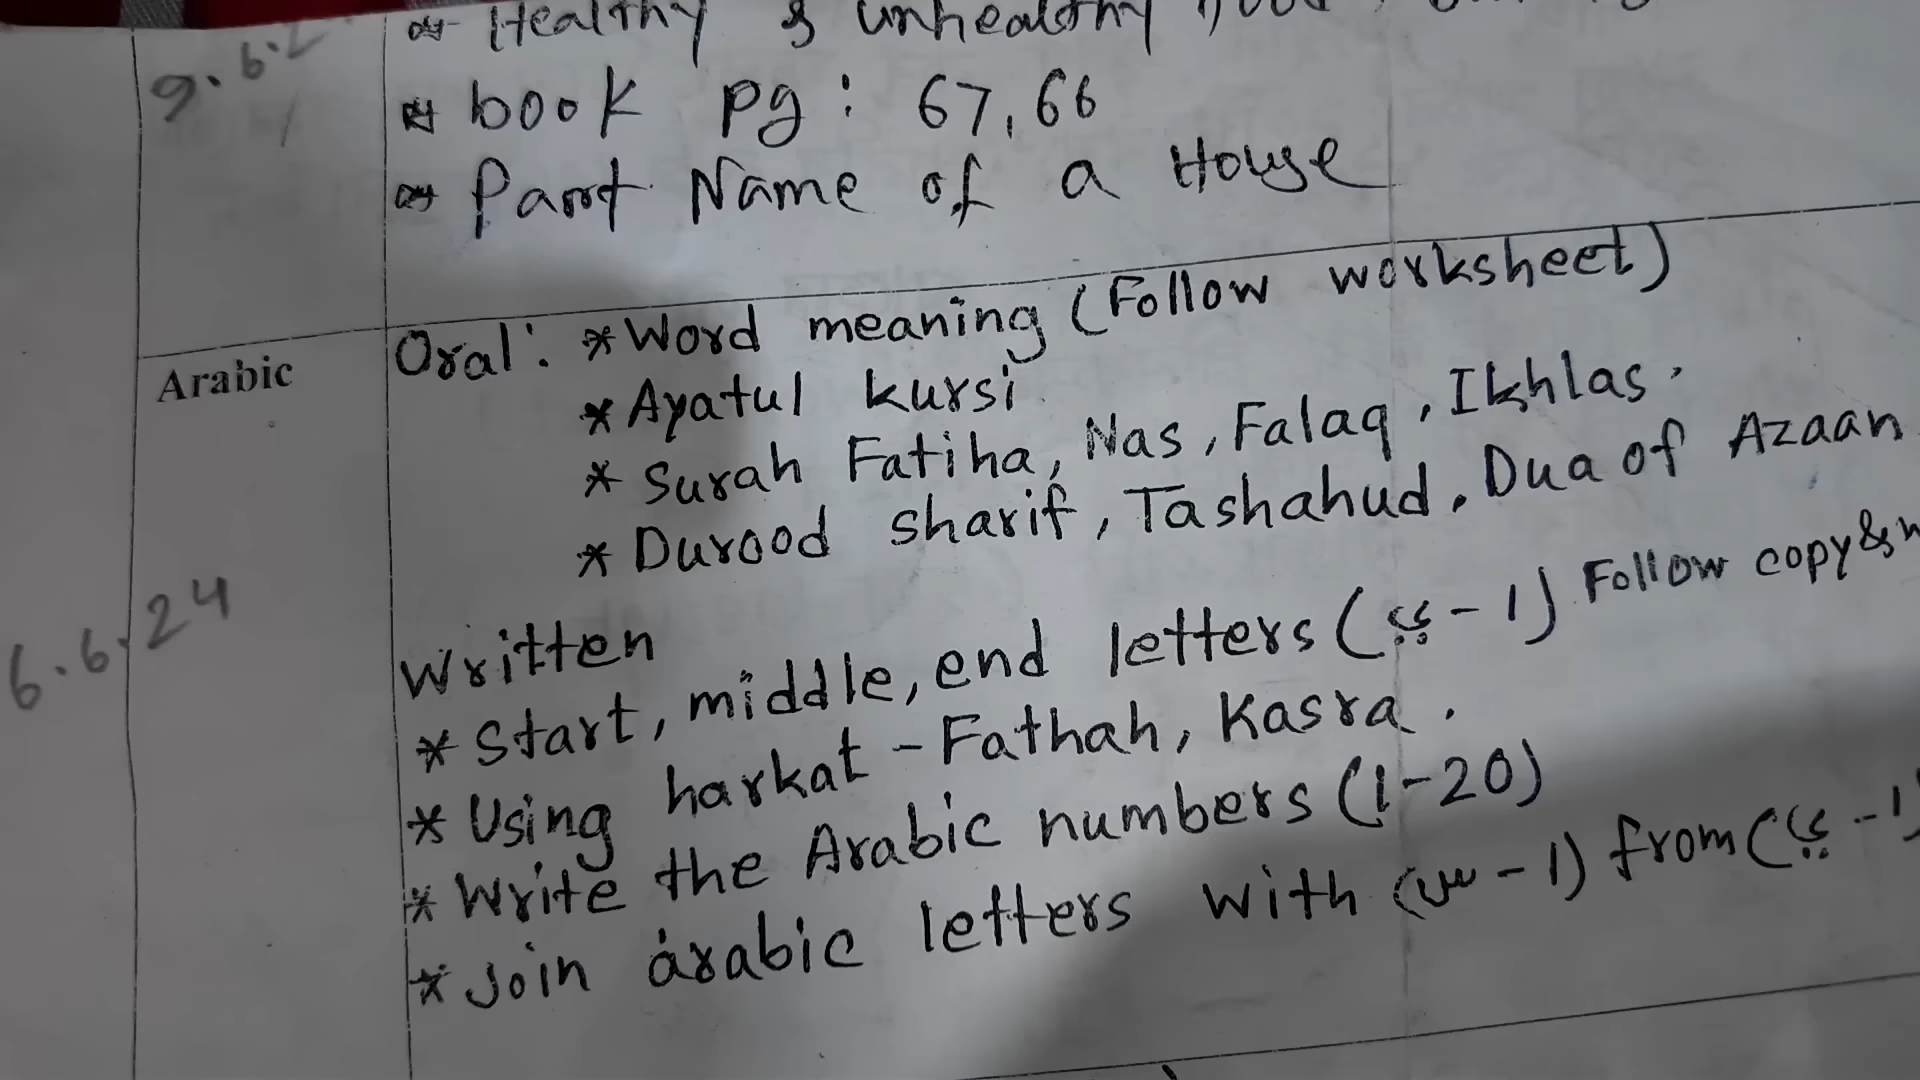 * Healthy & unhealthy food
9.6.2
* book pg: 67, 66
* Part Name of a House
Arabic
Oral: * Word meaning (Follow worksheet)
* Ayatul kursi
* Surah Fatiha, Nas, Falaq, Ikhlas.
* Durood sharif, Tashahud, Dua of Azaan
6.6.24
Written
* Start, middle, end letters (ي - ا) Follow copy &
* Using harkat - Fathah, Kasra.
* Write the Arabic numbers (1-20)
* Join arabic letters with (س - ا) from (ي - ا)